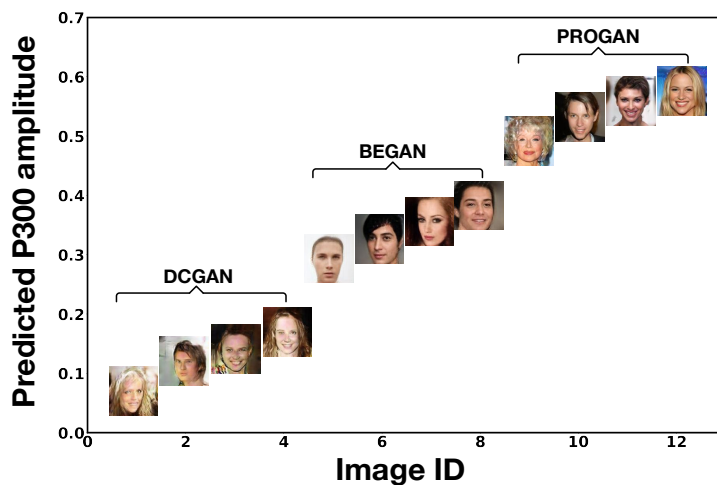 0.7
PROGAN
0.6
0.5
BEGAN
0.4
0.3
DCGAN
0.2
0.1
0.0
Predicted P300 amplitude
0 2 4 6 8 10 12
Image ID